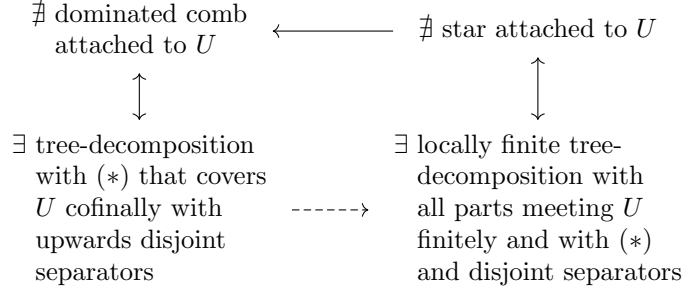 ∄ dominated comb
attached to U
∄ star attached to U
∃ tree-decomposition
with (∗) that covers
U cofinally with
upwards disjoint
separators
∃ locally finite tree-
decomposition with
all parts meeting U
finitely and with (∗)
and disjoint separators